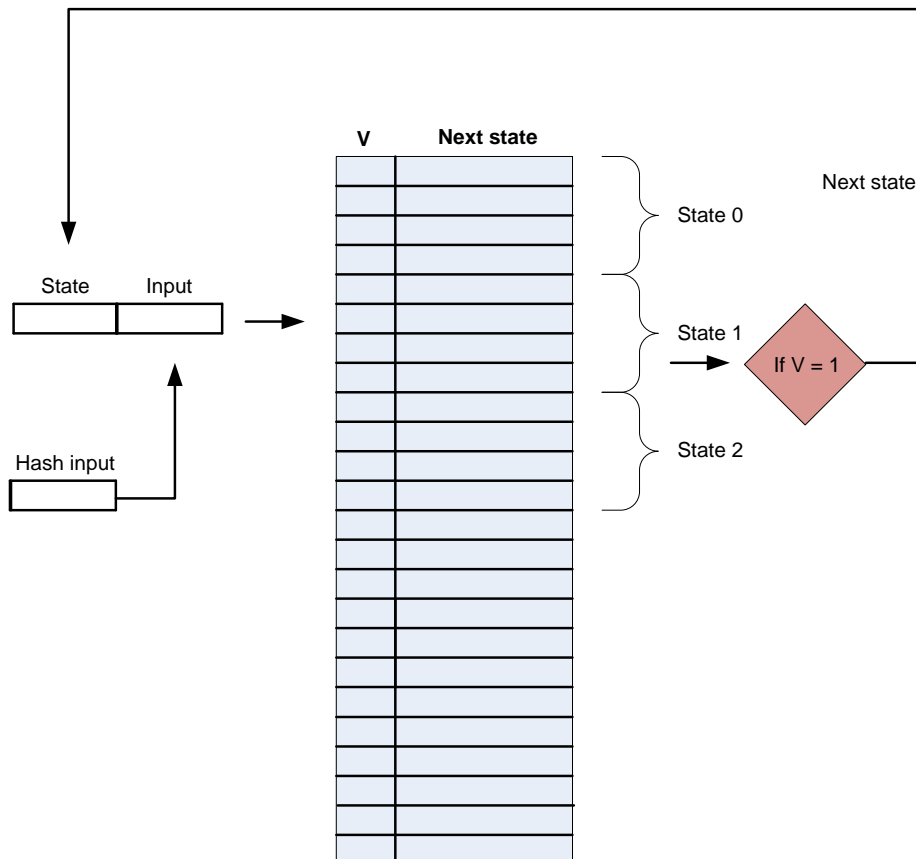 V Next state
Next state
State 0
State Input
State 1
If V = 1
State 2
Hash input